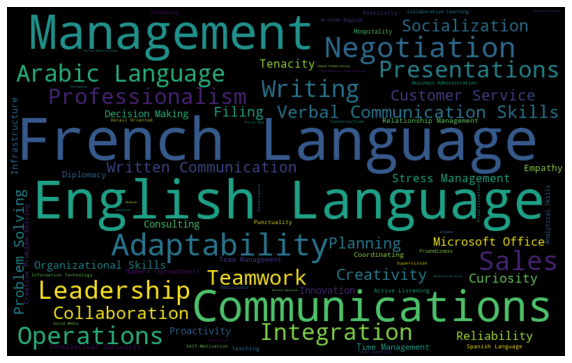 Management
Socialization
Negotiation
Arabic Language
Tenacity
Presentations
Professionalism
Writing
Customer Service
Decision Making
Filing
Verbal Communication Skills
Relationship Management
French Language
Infrastructure
Written Communication
Empathy
Diplomacy
Stress Management
English Language
Problem Solving
Analytical Skills
Consulting
Punctuality
Adaptability
Planning
Microsoft Office
Coordinating
Friendliness
Sales
Organizational Skills
Team Management
Supervision
Information Technology
Teamwork
Creativity
Curiosity
Leadership
Innovation
Active Listening
Communications
Collaboration
Operations
Proactivity
Integration
Reliability
Self-Motivation
Teaching
Time Management
Spanish Language
Written English
Positivity
Collaborative Learning
Hospitality
Business Administration
Detail Oriented
Social Media